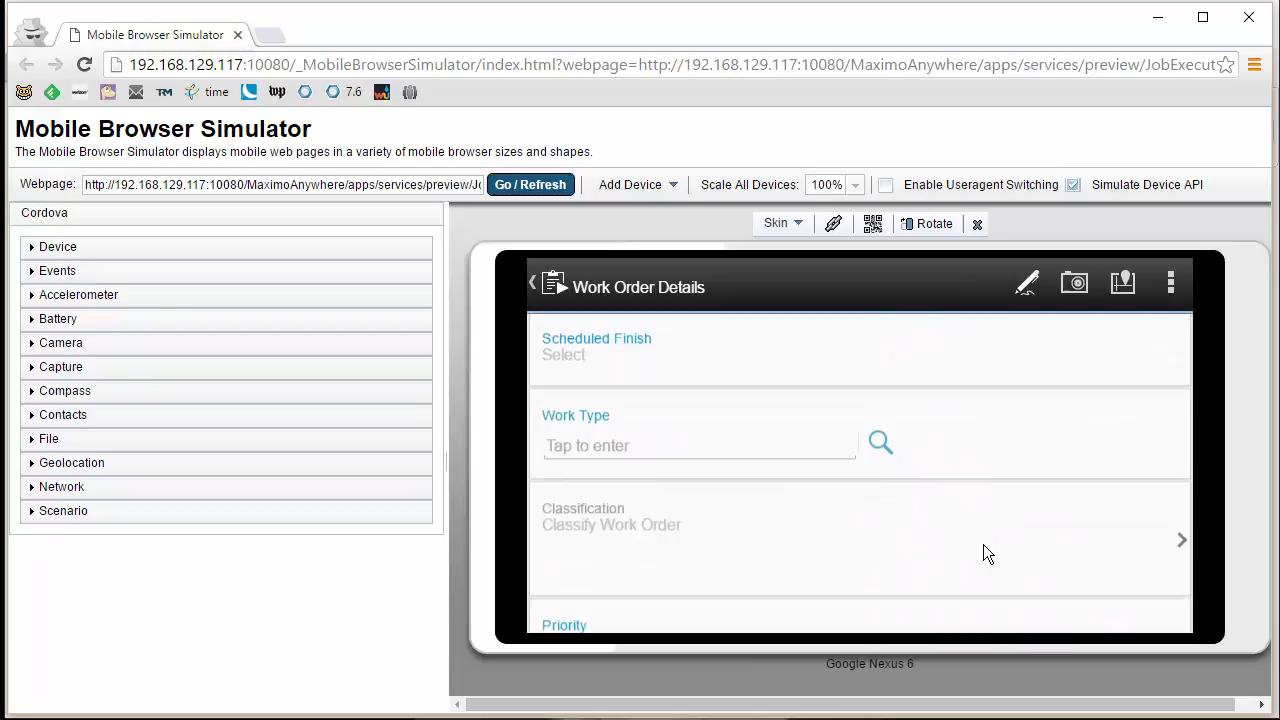 Mobile Browser Simulator
192.168.129.117:10080/_MobileBrowserSimulator/index.html?webpage=http://192.168.129.117:10080/MaximoAnywhere/apps/services/preview/JobExecut
TM
time
top
7.6
Mobile Browser Simulator
The Mobile Browser Simulator displays mobile web pages in a variety of mobile browser sizes and shapes.
Webpage: http://192.168.129.117:10080/MaximoAnywhere/apps/services/preview/Jo Go / Refresh Add Device Scale All Devices: 100% Enable Useragent Switching Simulate Device API
Cordova
Device
Events
Accelerometer
Battery
Camera
Capture
Compass
Contacts
File
Geolocation
Network
Scenario
Skin Rotate
Work Order Details
Scheduled Finish
Select
Work Type
Tap to enter
Classification
Classify Work Order
Priority
Google Nexus 6